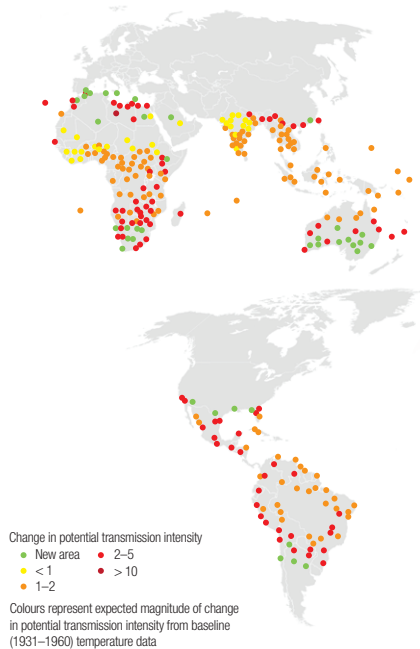 Change in potential transmission intensity
New area
2–5
< 1
> 10
1–2
Colours represent expected magnitude of change
in potential transmission intensity from baseline
(1931–1960) temperature data